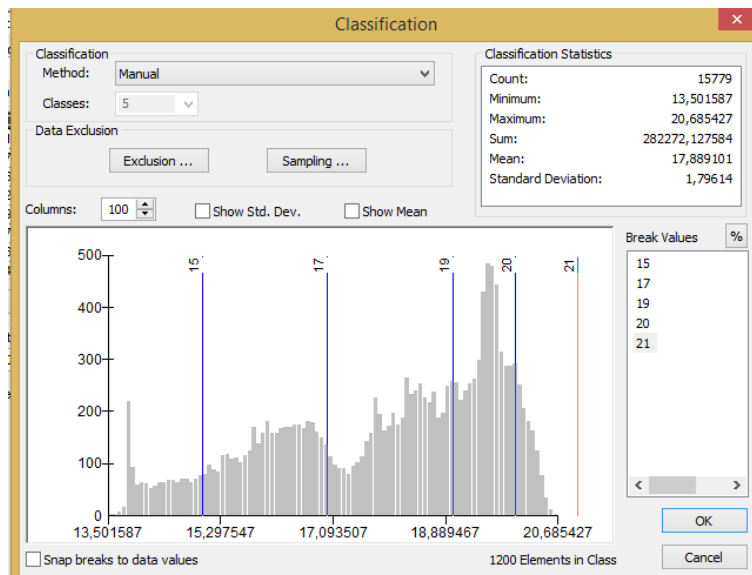 Classification
Classification
Method: Manual
Classes: 5
Data Exclusion
Exclusion ...
Sampling ...
Classification Statistics
Count: 15779
Minimum: 13,501587
Maximum: 20,685427
Sum: 282272,127584
Mean: 17,889101
Standard Deviation: 1,79614
Columns: 100
Show Std. Dev.
Show Mean
Break Values
%
15
17
19
20
21
500
400
300
200
100
0
15
17
19
20
21
13,501587
15,297547
17,093507
18,889467
20,685427
OK
Snap breaks to data values
1200 Elements in Class
Cancel